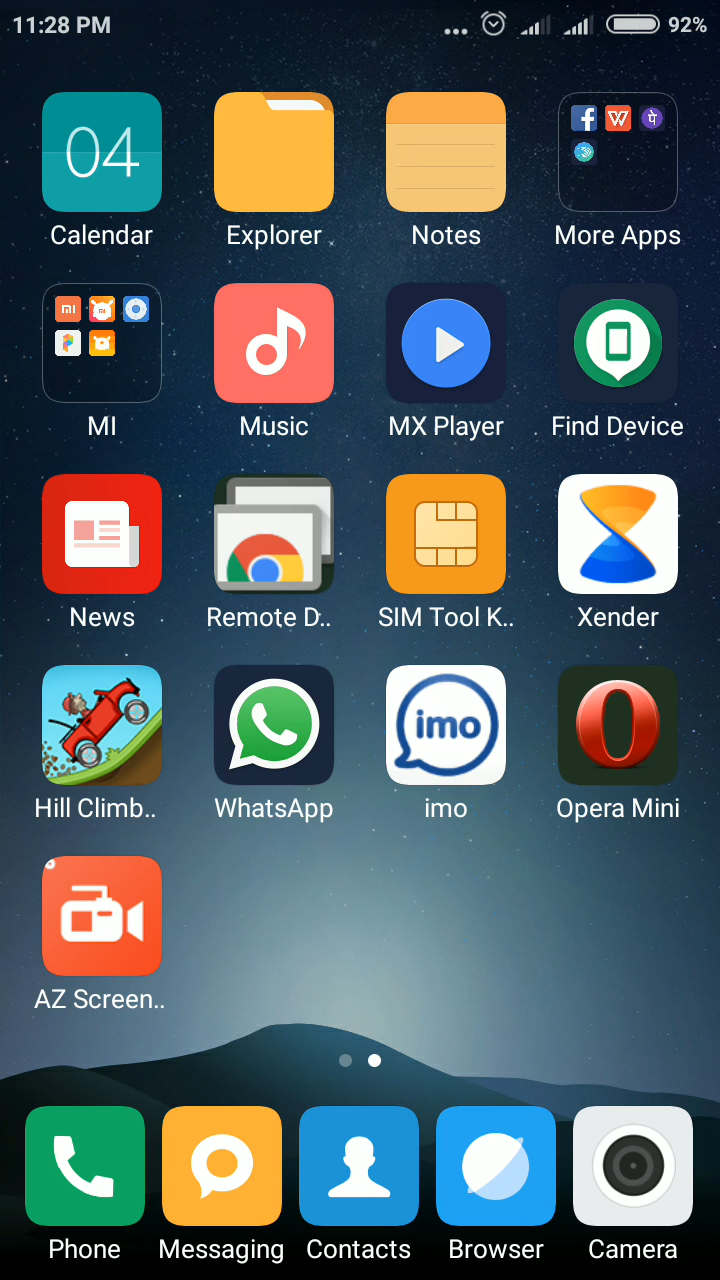 11:28 PM ... 92%
04
Calendar Explorer Notes More Apps
MI Music MX Player Find Device
News Remote D.. SIM Tool K.. Xender
imo
Hill Climb.. WhatsApp imo Opera Mini
AZ Screen..
Phone Messaging Contacts Browser Camera